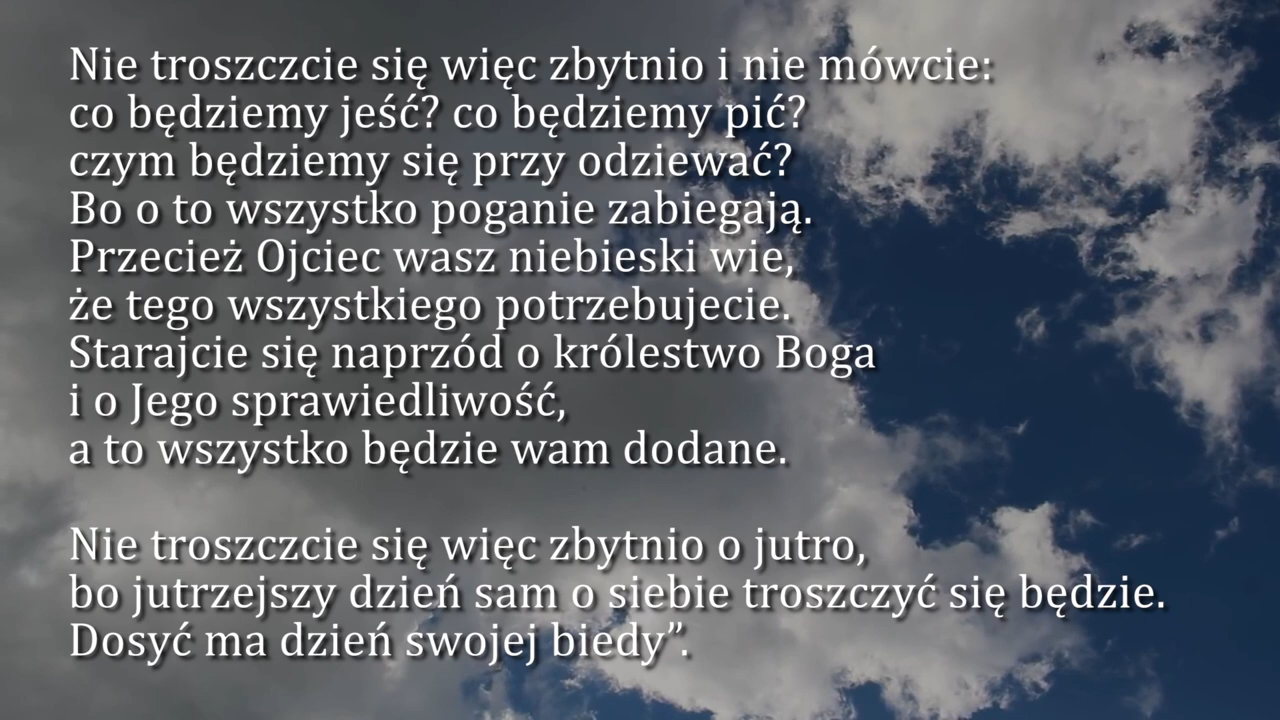 Nie troszczcie się więc zbytnio i nie mówcie:
co będziemy jeść? co będziemy pić?
czym będziemy się przy odziewać?
Bo o to wszystko poganie zabiegają.
Przecież Ojciec wasz niebieski wie,
że tego wszystkiego potrzebujecie.
Starajcie się naprzód o królestwo Boga
i o Jego sprawiedliwość,
a to wszystko będzie wam dodane.
Nie troszczcie się więc zbytnio o jutro,
bo jutrzejszy dzień sam o siebie troszczyć się będzie.
Dosyć ma dzień swojej biedy”.